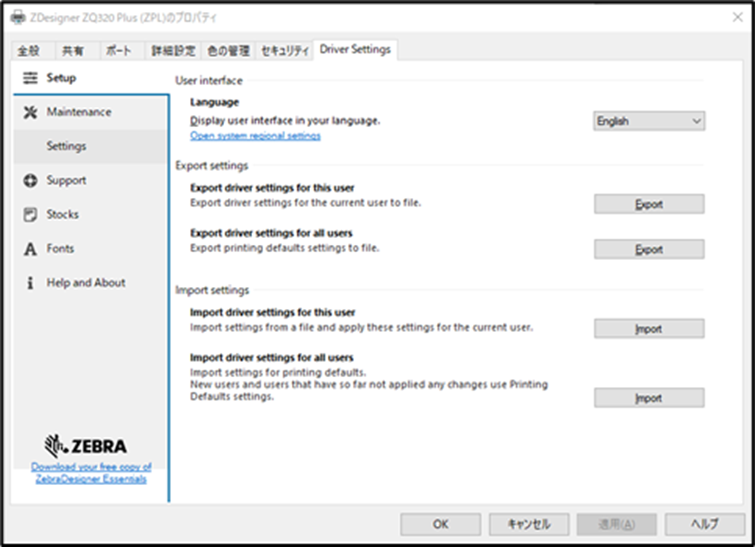 ZDesigner ZQ320 Plus (ZPL)のプロパティ
全般 共有 ポート 詳細設定 色の管理 セキュリティ Driver Settings
Setup
Maintenance
Settings
Support
Stocks
Fonts
Help and About
ZEBRA
Download your free copy of
ZebraDesigner Essentials
User interface
Language
Display user interface in your language.
English
Open system regional settings
Export settings
Export driver settings for this user
Export driver settings for the current user to file.
Export
Export driver settings for all users
Export printing defaults settings to file.
Export
Import settings
Import driver settings for this user
Import settings from a file and apply these settings for the current user.
Import
Import driver settings for all users
Import settings for printing defaults.
New users and users that have so far not applied any changes use Printing
Defaults settings.
Import
OK キャンセル 適用(A) ヘルプ